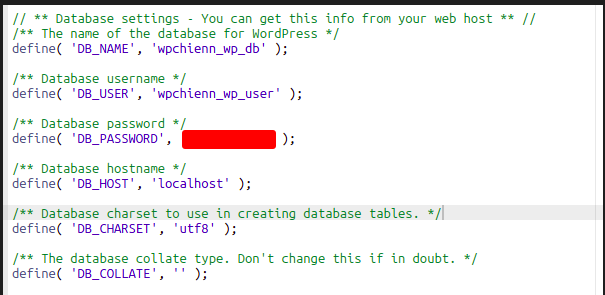 // ** Database settings - You can get this info from your web host ** //
/** The name of the database for WordPress */
define( 'DB_NAME', 'wpchienn_wp_db' );
/** Database username */
define( 'DB_USER', 'wpchienn_wp_user' );
/** Database password */
define( 'DB_PASSWORD', );
/** Database hostname */
define( 'DB_HOST', 'localhost' );
/** Database charset to use in creating database tables. */
define( 'DB_CHARSET', 'utf8' );
/** The database collate type. Don't change this if in doubt. */
define( 'DB_COLLATE', '' );